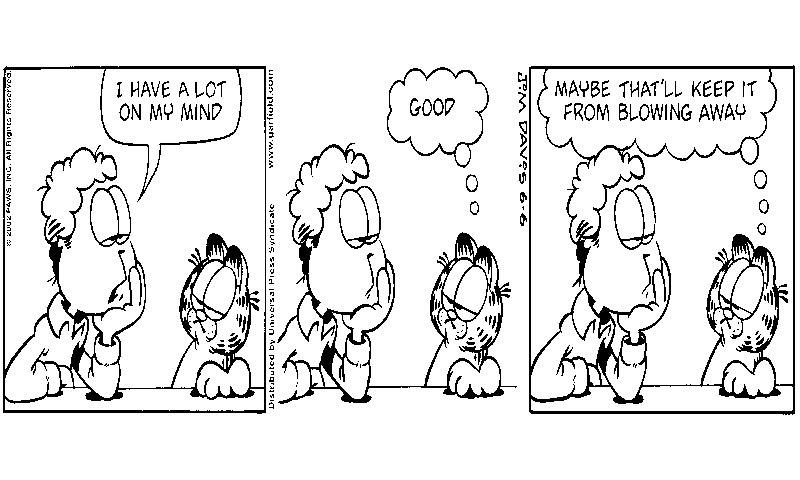 © 2002 PAWS, INC. All Rights Reserved.
I HAVE A LOT
ON MY MIND
www.garfield.com
Distributed by Universal Press Syndicate
GOOD
JIM DAVIS 6-6
MAYBE THAT'LL KEEP IT
FROM BLOWING AWAY